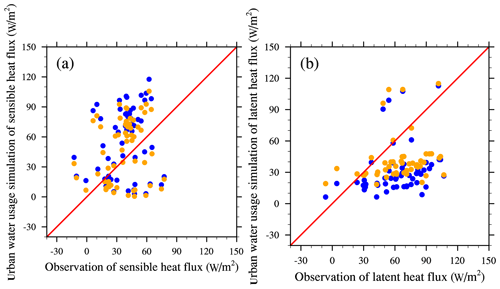 Urban water usage simulation of sensible heat flux (W/m²)
150
120
90
60
30
0
-30
(a)
-30 0 30 60 90 120 150
Observation of sensible heat flux (W/m²)
Urban water usage simulation of latent heat flux (W/m²)
150
120
90
60
30
0
-30
(b)
-30 0 30 60 90 120 150
Observation of latent heat flux (W/m²)